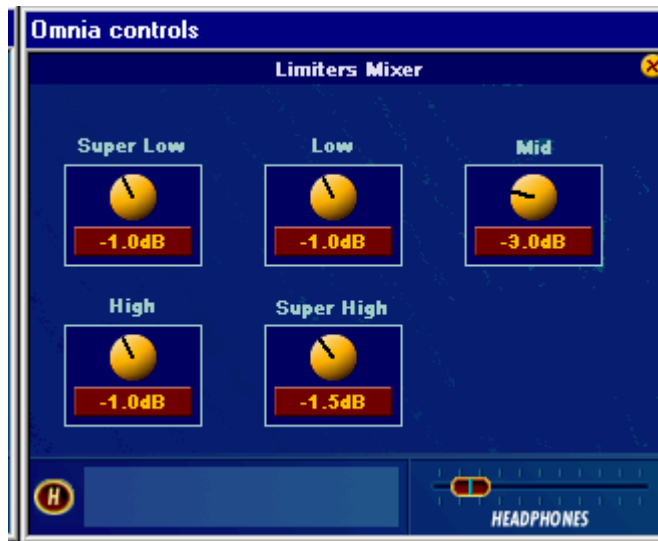 Omnia controls
Limiters Mixer
Super Low
Low
Mid
-1.0dB
-1.0dB
-3.0dB
High
Super High
-1.0dB
-1.5dB
H
HEADPHONES